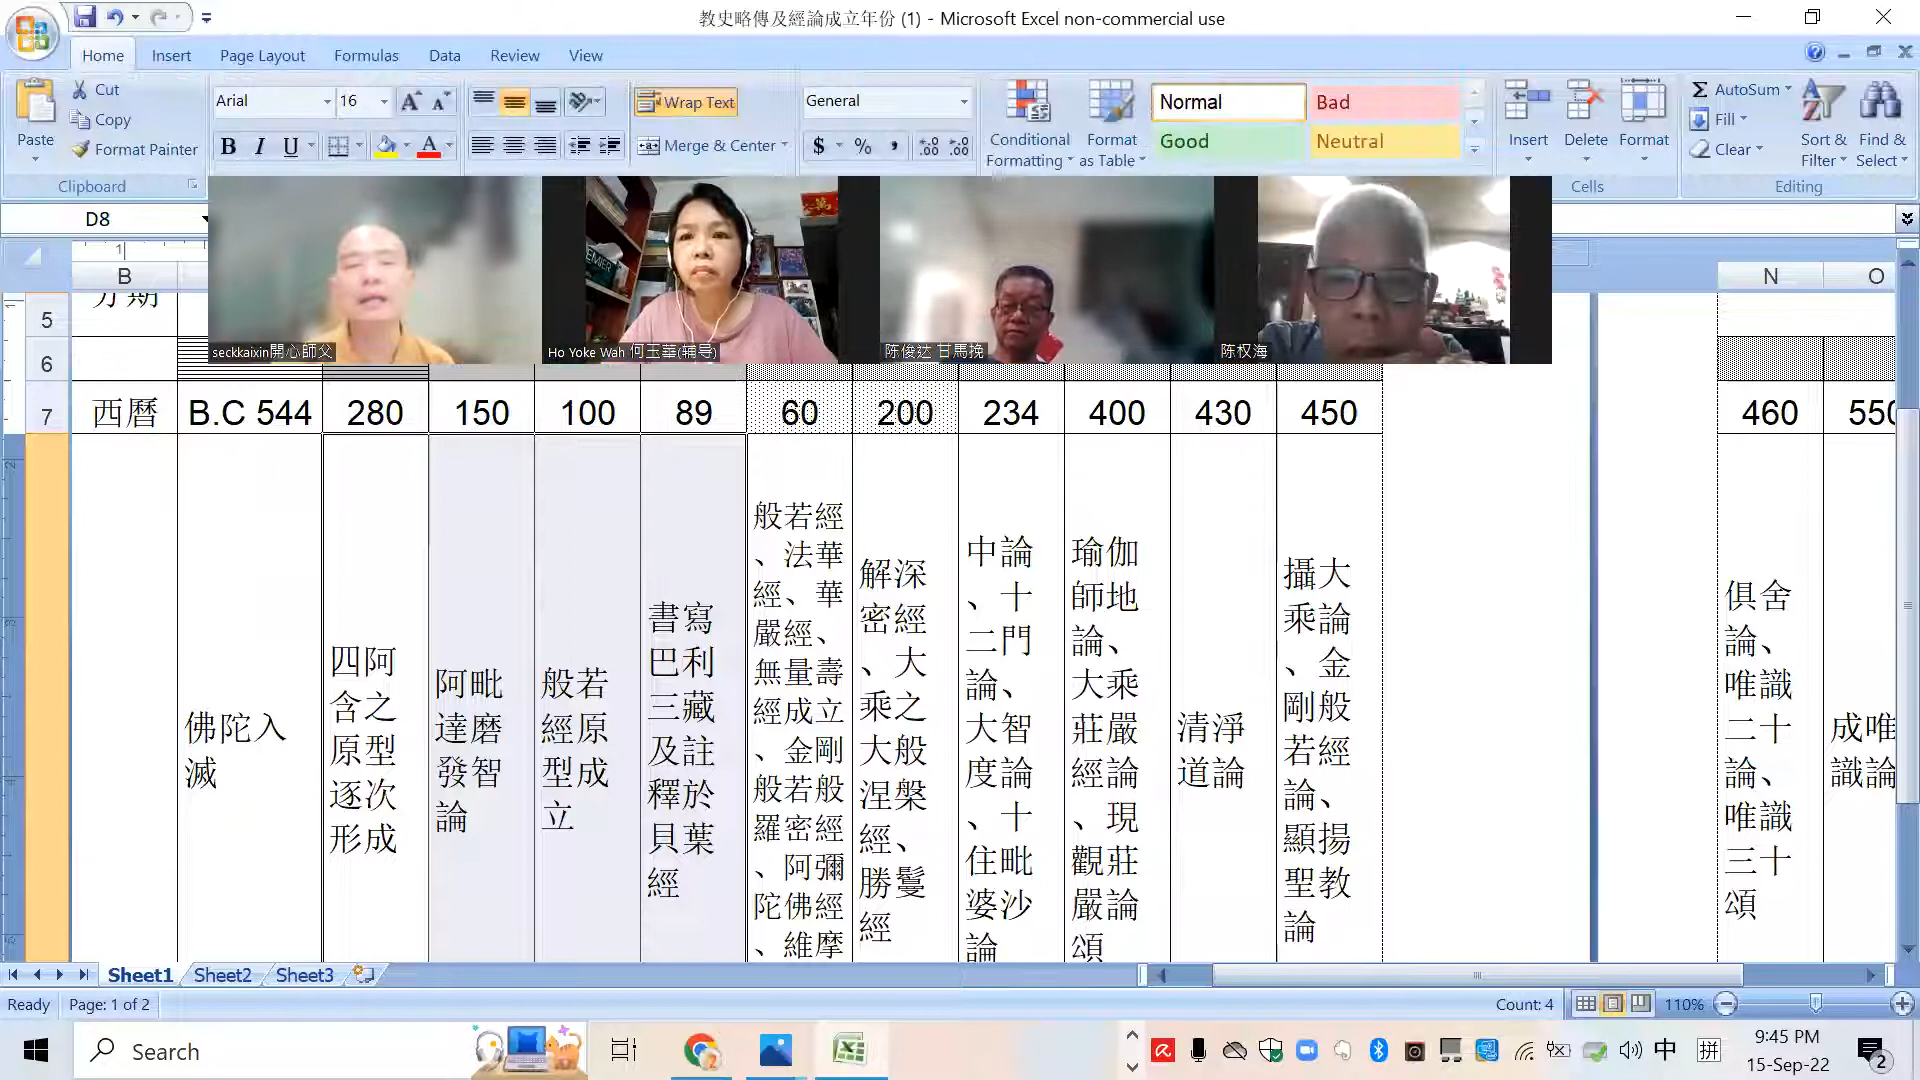 教史略傳及經論成立年份 (1) - Microsoft Excel non-commercial use
Home Insert Page Layout Formulas Data Review View
Paste
Cut
Copy
Format Painter
Clipboard
Arial 16
B I U
Wrap Text
Merge & Center
General
$ % ,
Conditional Formatting
Format as Table
Normal
Bad
Good
Neutral
Insert
Delete
Format
Cells
AutoSum
Fill
Clear
Sort & Filter
Find & Select
Editing
D8
seckkaixin開心師父
Ho Yoke Wah 何玉華(輔导)
陈俊达 甘馬挽
陈权海
B N O
5
6
7 西曆 B.C 544 280 150 100 89 60 200 234 400 430 450 460
佛陀入
滅
四阿
含之
原型
逐次
形成
阿毗
達磨
發智
論
般若
經原
型成
立
書寫
巴利
三藏
及註
釋於
貝葉
經
般若經
、法華
經、華
嚴經、
無量壽
經成立
、金剛
般若般
羅密經
、阿彌
陀佛經
、維摩
解深
密經
、大
乘之
大般
涅槃
經、
勝鬘
經
中論
、十
二門
論、
大智
度論
、十
住毗
婆沙
論
瑜伽
師地
論、
大乘
莊嚴
經論
、現
觀莊
嚴論
頌
清淨
道論
攝大
乘論
、金
剛般
若經
論、
顯揚
聖教
論
俱舍
論、
唯識
二十
論、
唯識
三十
頌
成唯
識論
Sheet1 Sheet2 Sheet3
Ready Page: 1 of 2 Count: 4 110%
Search
中 拼
9:45 PM
15-Sep-22
2